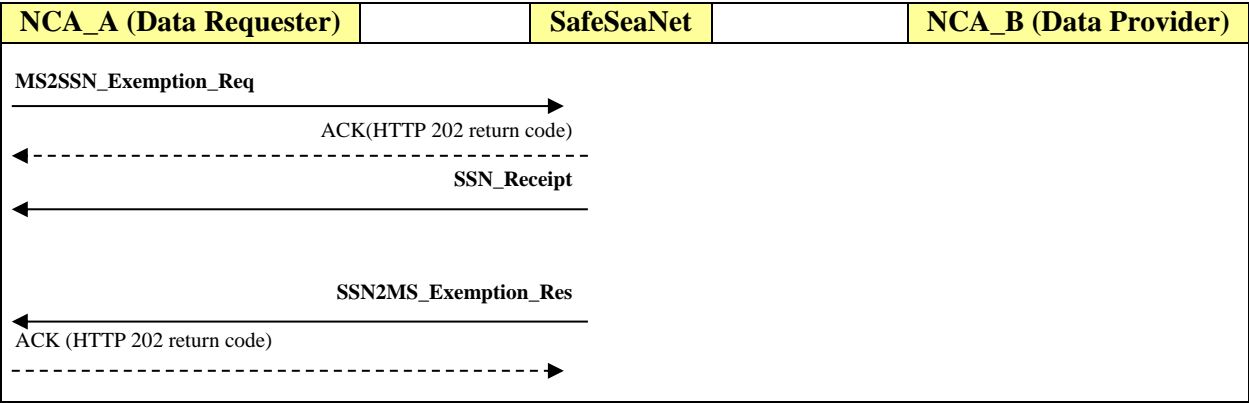 NCA_A (Data Requester) SafeSeaNet NCA_B (Data Provider)
MS2SSN_Exemption_Req
ACK(HTTP 202 return code)
SSN_Receipt
SSN2MS_Exemption_Res
ACK (HTTP 202 return code)